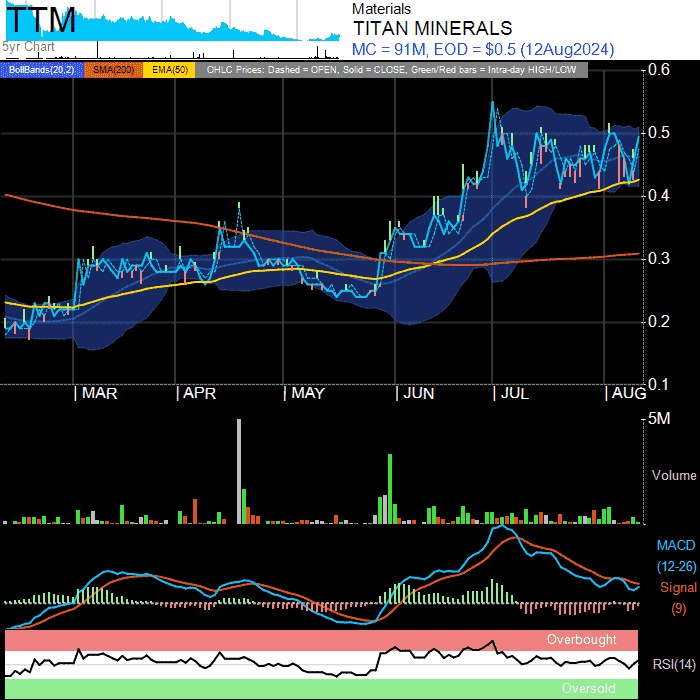 TTM
Materials
TITAN MINERALS
5yr Chart
MC = 91M, EOD = $0.5 (12Aug2024)
BollBands(20,2) SMA(200) EMA(50) OHLC Prices: Dashed = OPEN, Solid = CLOSE, Green/Red bars = Intra-day HIGH/LOW
0.6
0.5
0.4
0.3
0.2
0.1
MAR APR MAY JUN JUL AUG
5M
Volume
MACD
(12-26)
Signal
(9)
Overbought
RSI(14)
Oversold